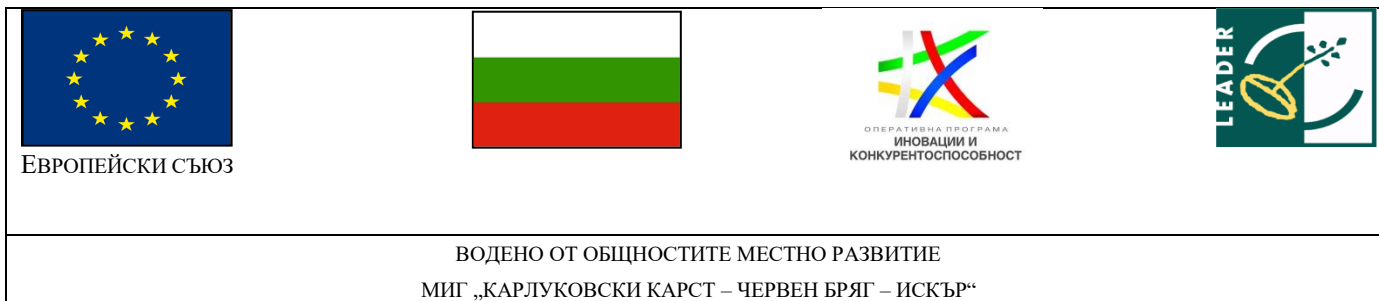 ЕВРОПЕЙСКИ СЪЮЗ
ОПЕРАТИВНА ПРОГРАМА
ИНОВАЦИИ И
КОНКУРЕНТОСПОСОБНОСТ
LEADER
ВОДЕНО ОТ ОБЩНОСТИТЕ МЕСТНО РАЗВИТИЕ
МИГ „КАРЛУКОВСКИ КАРСТ – ЧЕРВЕН БРЯГ – ИСКЪР“